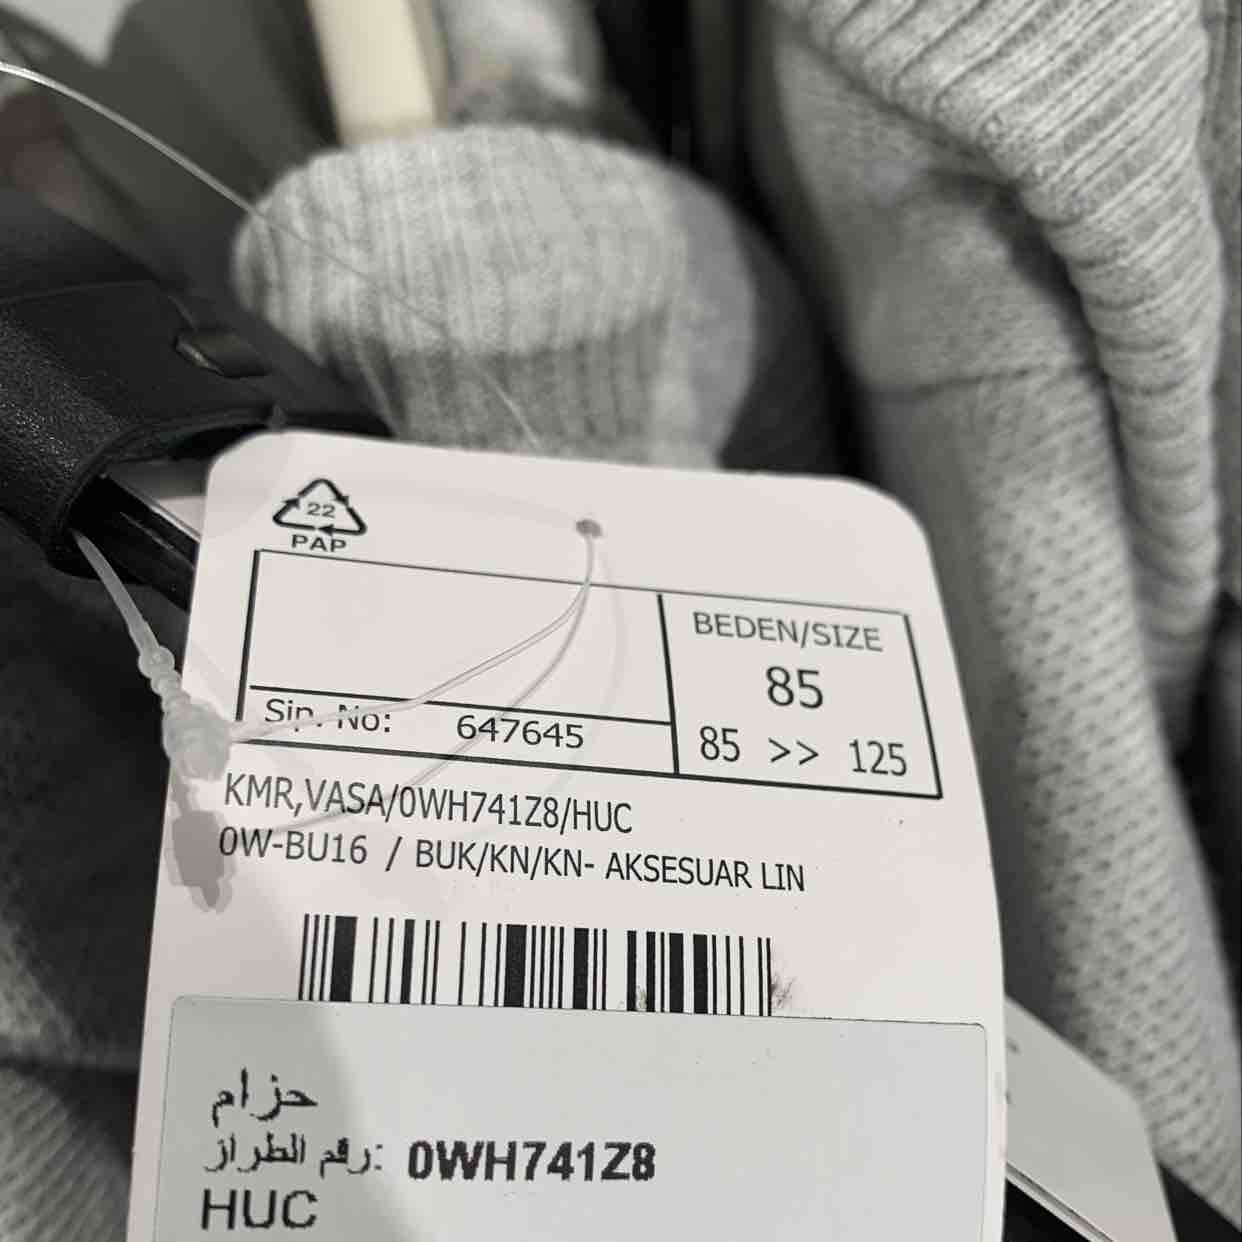 22
PAP
BEDEN/SIZE
85
85 >> 125
Sip. No: 647645
KMR,VASA/0WH741Z8/HUC
0W-BU16 / BUK/KN/KN- AKSESUAR LIN
حزام
رقم الطراز: 0WH741Z8
HUC